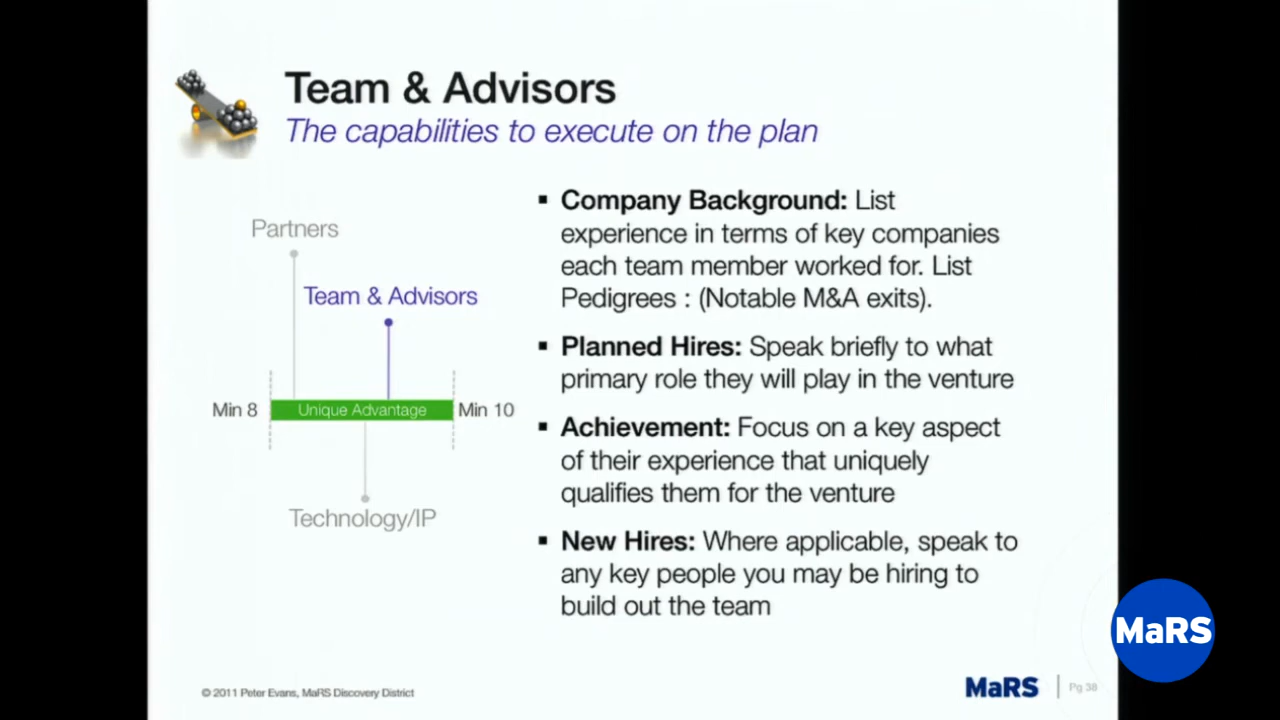 Team & Advisors
The capabilities to execute on the plan
Partners
Team & Advisors
Min 8
Unique Advantage
Min 10
Technology/IP
▪ Company Background: List
experience in terms of key companies
each team member worked for. List
Pedigrees : (Notable M&A exits).
▪ Planned Hires: Speak briefly to what
primary role they will play in the venture
▪ Achievement: Focus on a key aspect
of their experience that uniquely
qualifies them for the venture
▪ New Hires: Where applicable, speak to
any key people you may be hiring to
build out the team
© 2011 Peter Evans, MaRS Discovery District
MaRS
Pg 38
MaRS